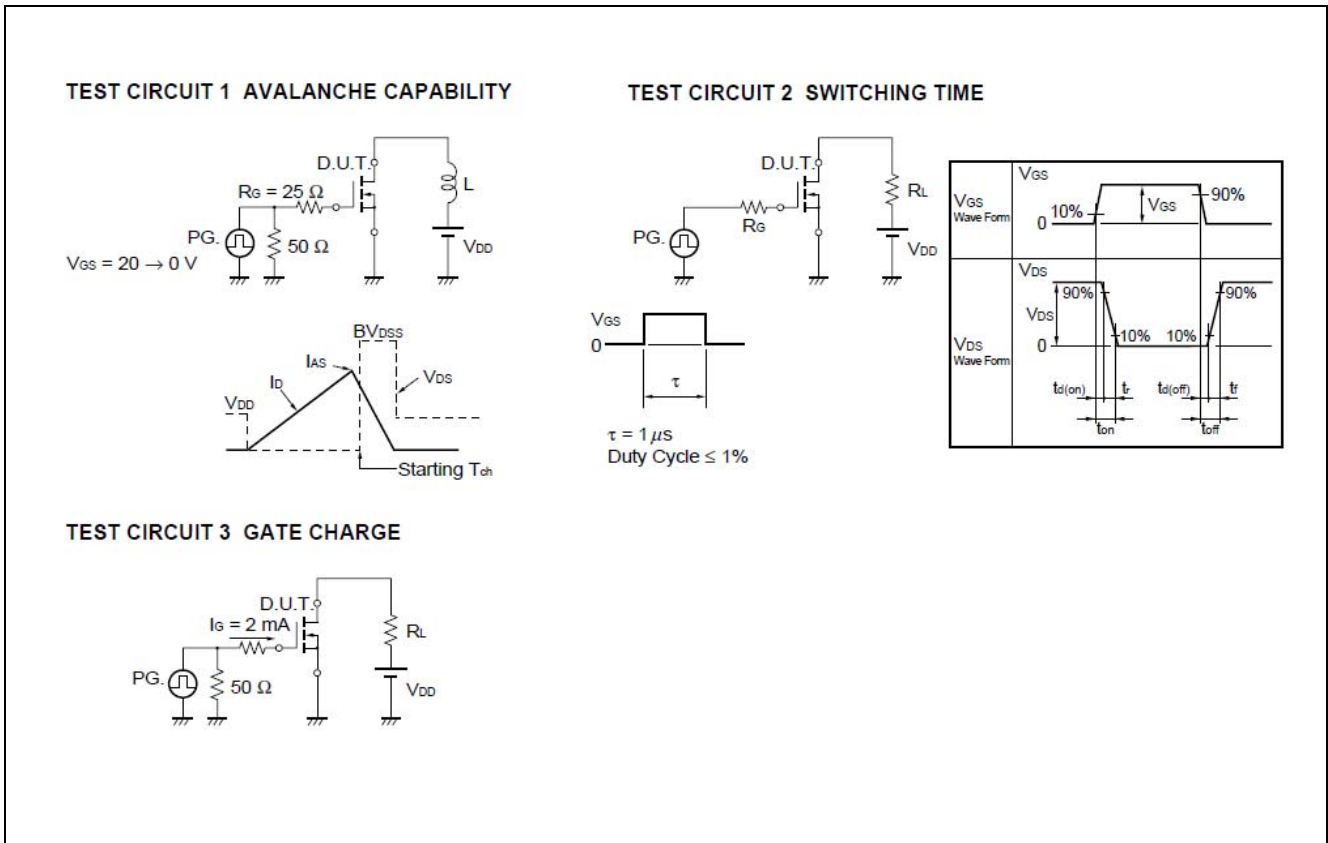 TEST CIRCUIT 1 AVALANCHE CAPABILITY
D.U.T.
RG = 25 Ω
L
PG.
50 Ω
VDD
VGS = 20 → 0 V
BVDSS
IAS
ID
VDS
VDD
Starting Tch
TEST CIRCUIT 2 SWITCHING TIME
D.U.T.
RL
RG
PG.
VDD
VGS
0
τ
τ = 1 μs
Duty Cycle ≤ 1%
VGS
Wave Form
VGS
10%
0
VGS
90%
VDS
Wave Form
VDS
90%
VDS
0
10%
10%
90%
td(on)
tr
td(off)
tf
ton
toff
TEST CIRCUIT 3 GATE CHARGE
D.U.T.
IG = 2 mA
RL
PG.
50 Ω
VDD